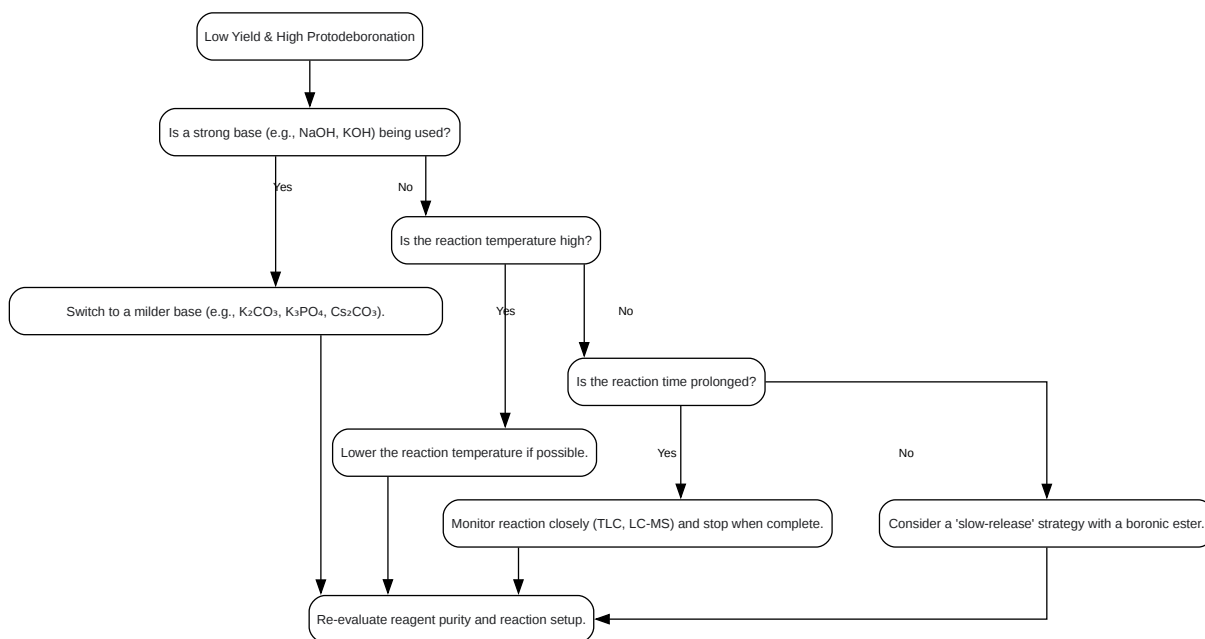 Low Yield & High Protodeboronation
Is a strong base (e.g., NaOH, KOH) being used?
Yes
No
Is the reaction temperature high?
Switch to a milder base (e.g., K₂CO₃, K₃PO₄, Cs₂CO₃).
Yes
No
Is the reaction time prolonged?
Lower the reaction temperature if possible.
Yes
No
Monitor reaction closely (TLC, LC-MS) and stop when complete.
Consider a 'slow-release' strategy with a boronic ester.
Re-evaluate reagent purity and reaction setup.